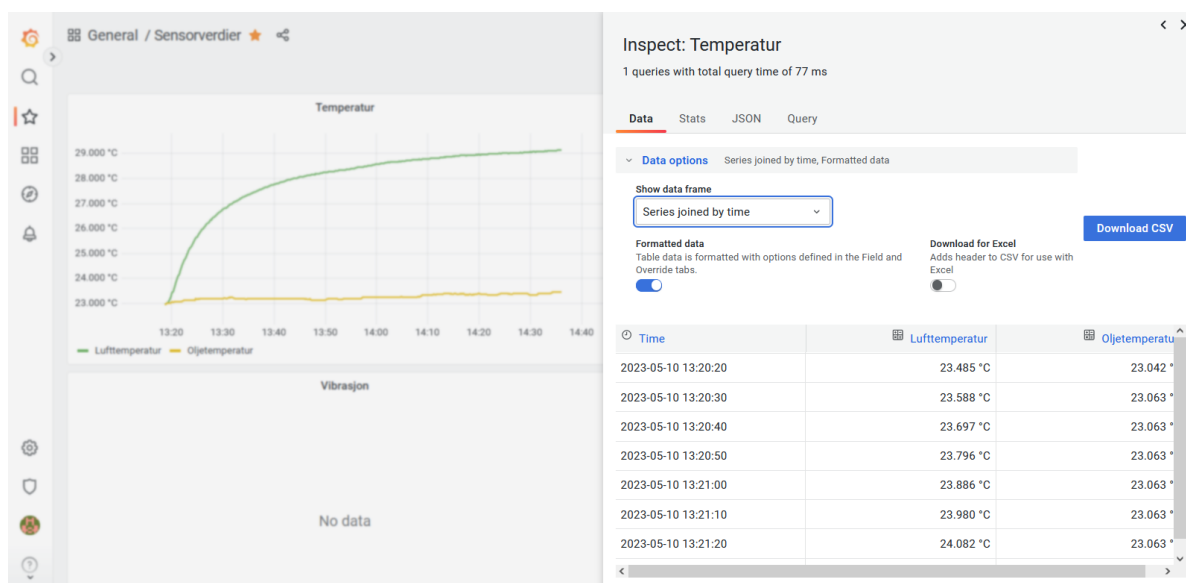 General / Sensorverdier
Temperatur
29.000 °C
28.000 °C
27.000 °C
26.000 °C
25.000 °C
24.000 °C
23.000 °C
13:20 13:30 13:40 13:50 14:00 14:10 14:20 14:30 14:40
Lufttemperatur Oljetemperatur
Vibrasjon
No data
Inspect: Temperatur
1 queries with total query time of 77 ms
Data Stats JSON Query
Data options Series joined by time, Formatted data
Show data frame
Series joined by time
Formatted data
Table data is formatted with options defined in the Field and
Override tabs.
Download for Excel
Adds header to CSV for use with
Excel
Download CSV
Time Lufttemperatur Oljetemperatu
2023-05-10 13:20:20 23.485 °C 23.042 °
2023-05-10 13:20:30 23.588 °C 23.063 °
2023-05-10 13:20:40 23.697 °C 23.063 °
2023-05-10 13:20:50 23.796 °C 23.063 °
2023-05-10 13:21:00 23.886 °C 23.063 °
2023-05-10 13:21:10 23.980 °C 23.063 °
2023-05-10 13:21:20 24.082 °C 23.063 °